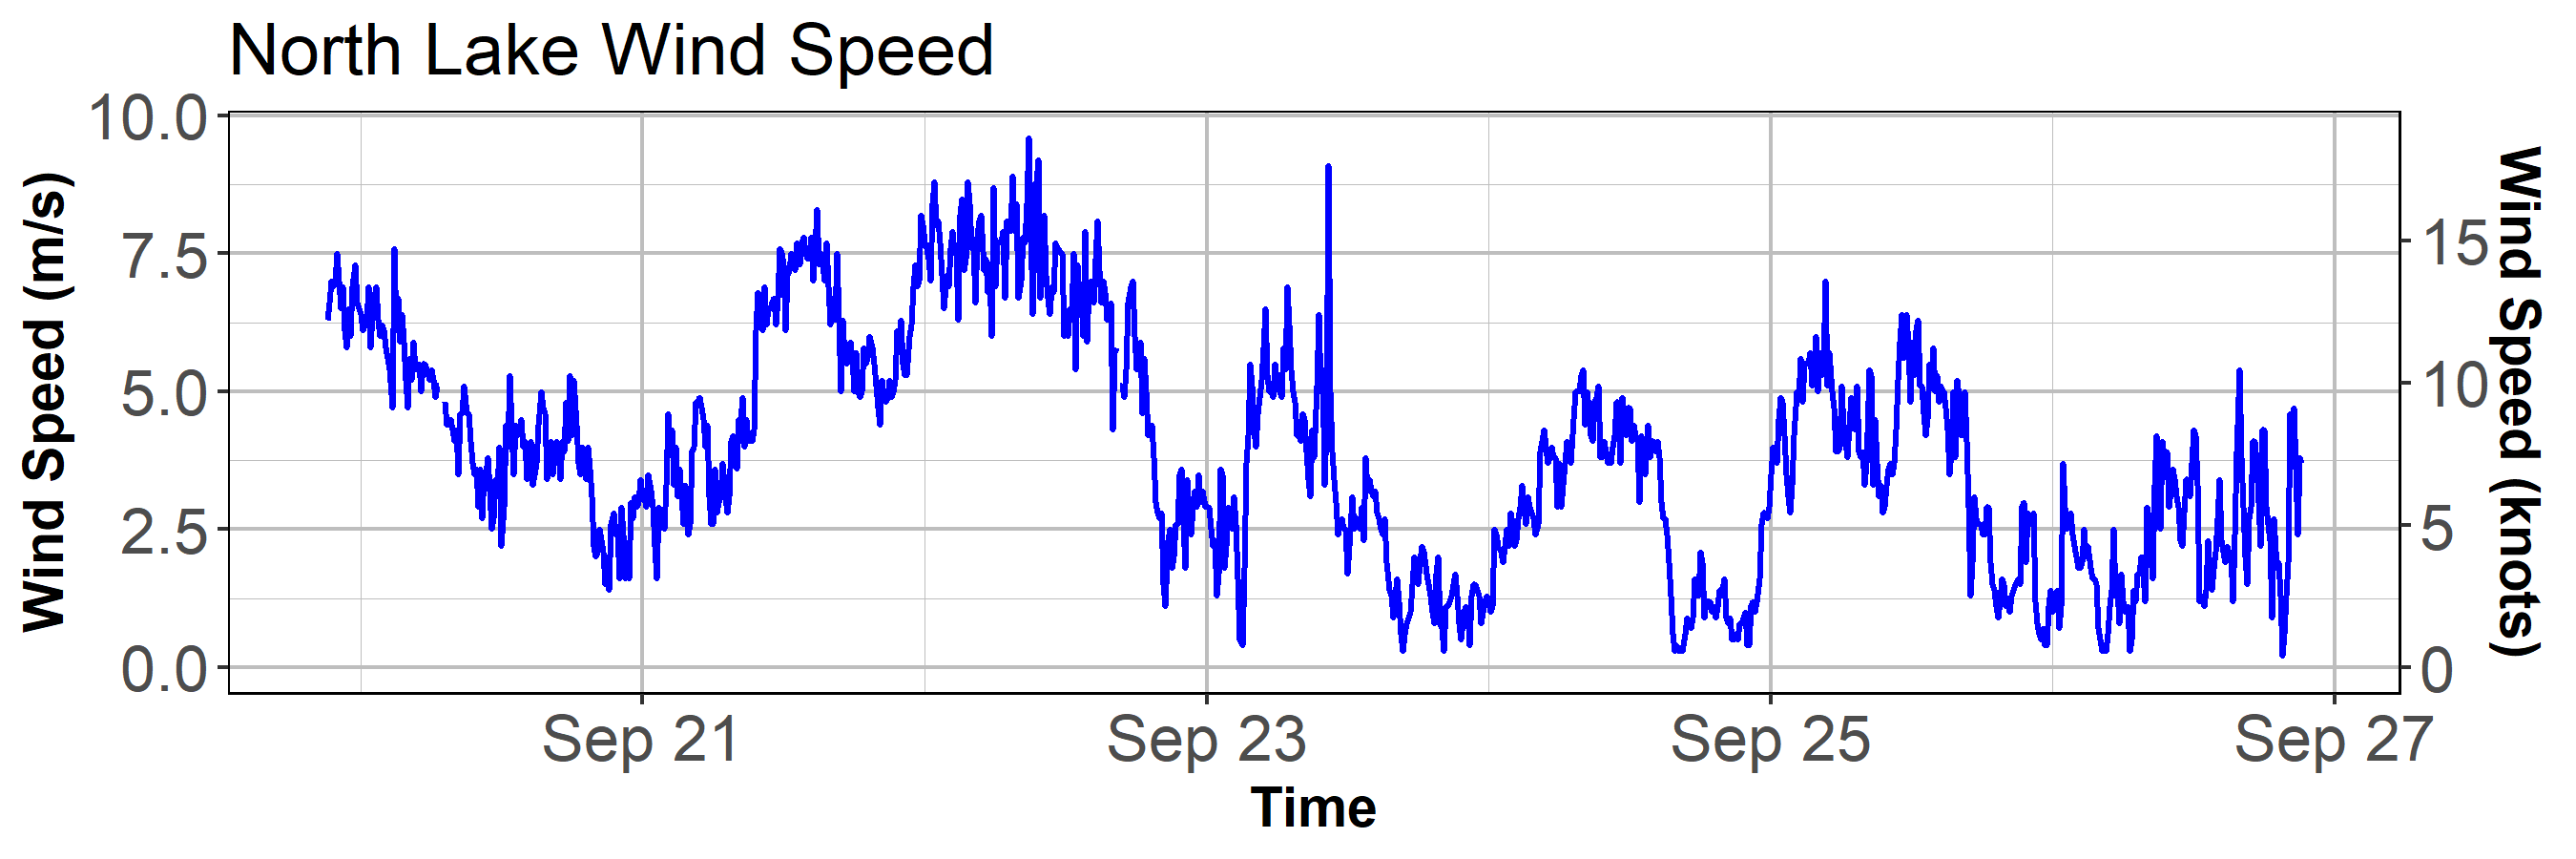 North Lake Wind Speed
Wind Speed (m/s)
10.0
7.5
5.0
2.5
0.0
Wind Speed (knots)
15
10
5
0
Sep 21
Sep 23
Sep 25
Sep 27
Time